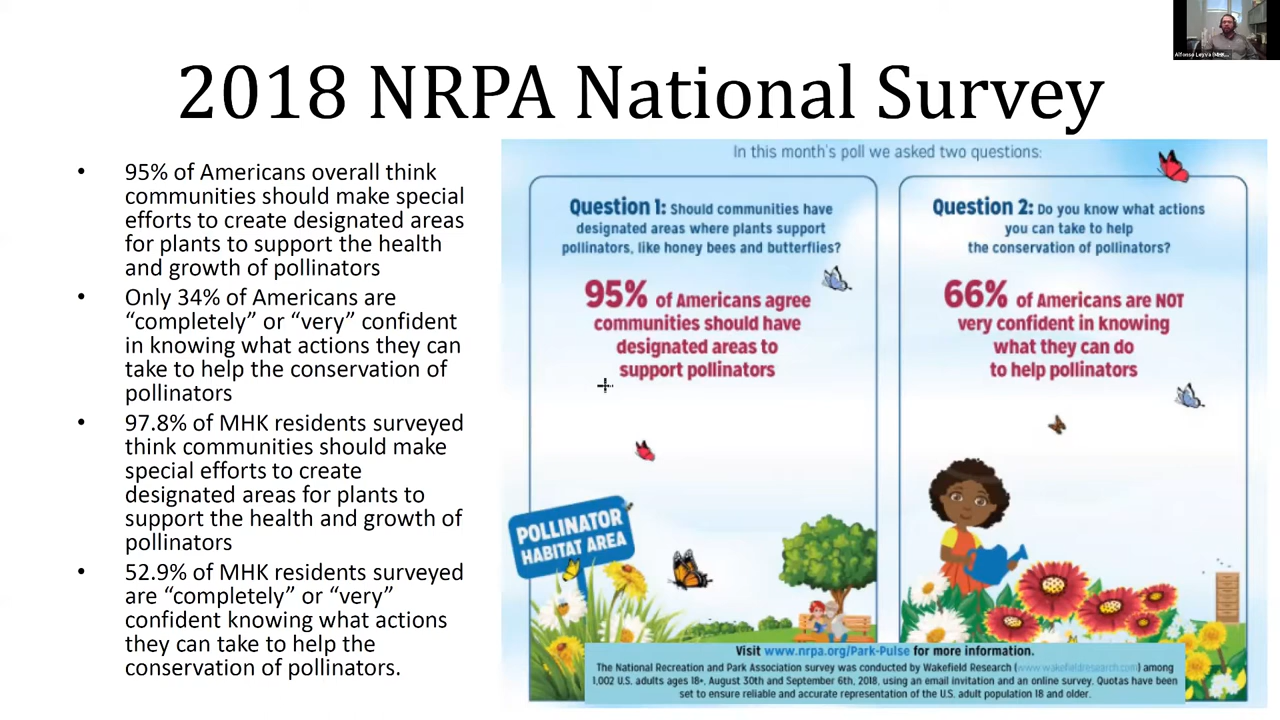 2018 NRPA National Survey
• 95% of Americans overall think
communities should make special
efforts to create designated areas
for plants to support the health
and growth of pollinators
• Only 34% of Americans are
“completely” or “very” confident
in knowing what actions they can
take to help the conservation of
pollinators
• 97.8% of MHK residents surveyed
think communities should make
special efforts to create
designated areas for plants to
support the health and growth of
pollinators
• 52.9% of MHK residents surveyed
are “completely” or “very”
confident knowing what actions
they can take to help the
conservation of pollinators.
In this month's poll we asked two questions:
Question 1: Should communities have
designated areas where plants support
pollinators, like honey bees and butterflies?
95% of Americans agree
communities should have
designated areas to
support pollinators
POLLINATOR
HABITAT AREA
Question 2: Do you know what actions
you can take to help
the conservation of pollinators?
66% of Americans are NOT
very confident in knowing
what they can do
to help pollinators
Visit www.nrpa.org/Park-Pulse for more information.
The National Recreation and Park Association survey was conducted by Wakefield Research (www.wakefieldresearch.com) among
1,002 U.S. adults ages 18+, August 30th and September 6th, 2018, using an email invitation and an online survey. Quotas have been
set to ensure reliable and accurate representation of the U.S. adult population 18 and older.
Alfonso Leyva (MHK...